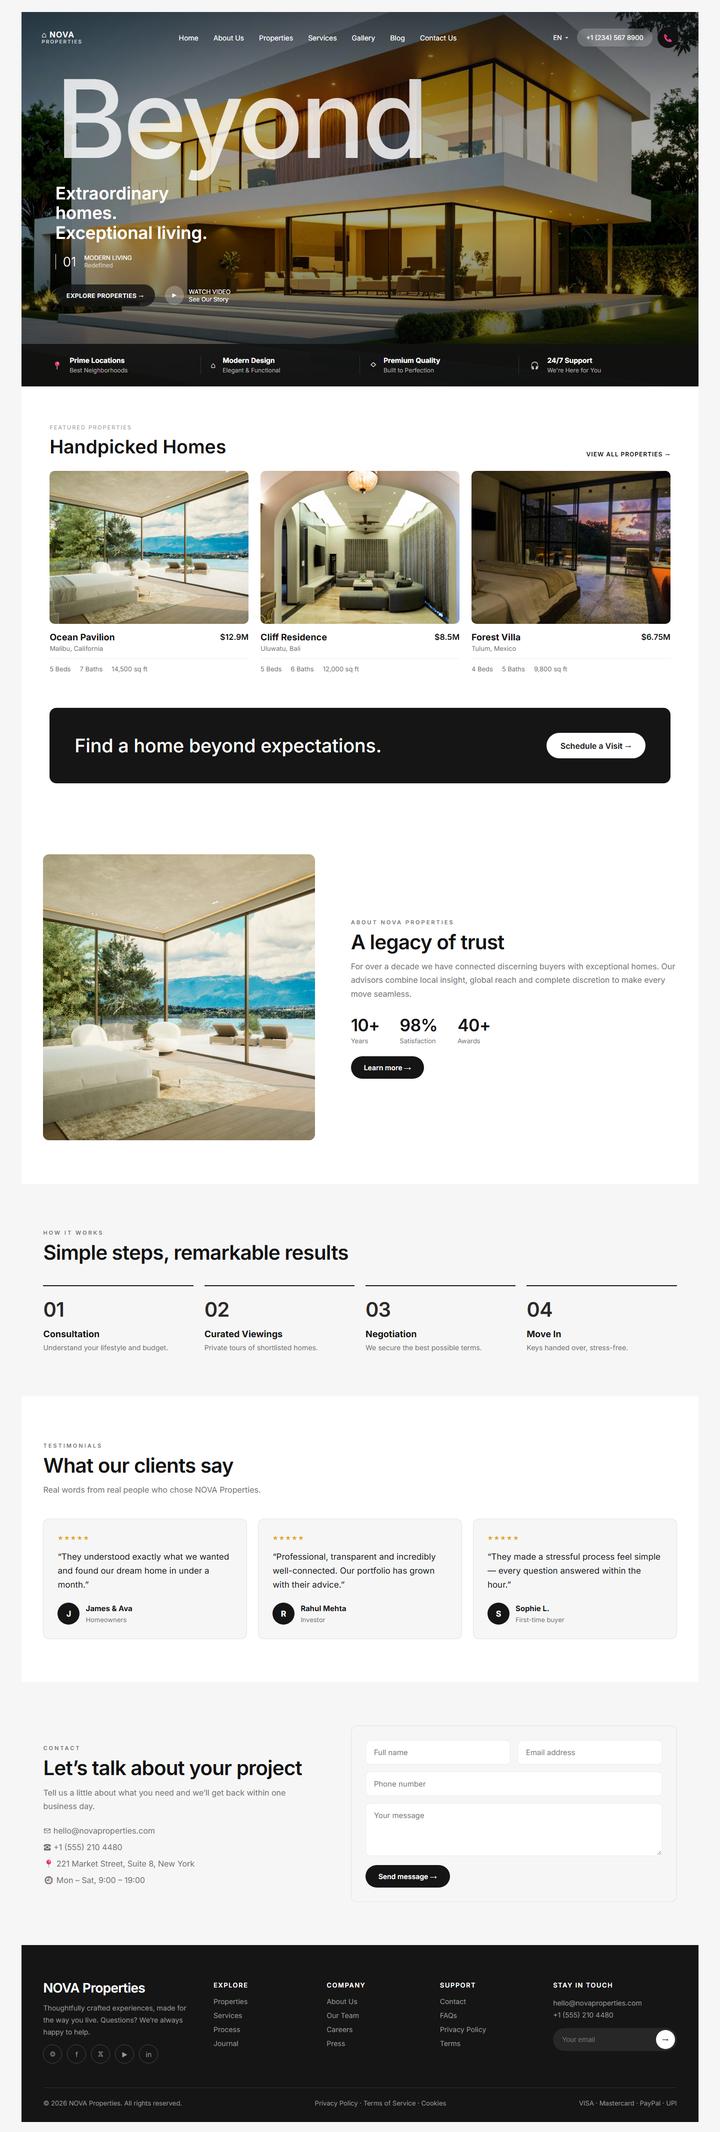 NOVA
PROPERTIES
Home About Us Properties Services Gallery Blog Contact Us
EN
+1 (234) 567 8900
Beyond
Extraordinary
homes.
Exceptional living.
01
MODERN LIVING
Redefined
EXPLORE PROPERTIES →
WATCH VIDEO
See Our Story
Prime Locations
Best Neighborhoods
Modern Design
Elegant & Functional
Premium Quality
Built to Perfection
24/7 Support
We're Here for You
FEATURED PROPERTIES
Handpicked Homes
VIEW ALL PROPERTIES →
Ocean Pavilion $12.9M
Malibu, California
5 Beds 7 Baths 14,500 sq ft
Cliff Residence $8.5M
Uluwatu, Bali
5 Beds 6 Baths 12,000 sq ft
Forest Villa $6.75M
Tulum, Mexico
4 Beds 5 Baths 9,800 sq ft
Find a home beyond expectations.
Schedule a Visit →
ABOUT NOVA PROPERTIES
A legacy of trust
For over a decade we have connected discerning buyers with exceptional homes. Our
advisors combine local insight, global reach and complete discretion to make every
move seamless.
10+ 98% 40+
Years Satisfaction Awards
Learn more →
HOW IT WORKS
Simple steps, remarkable results
01
Consultation
Understand your lifestyle and budget.
02
Curated Viewings
Private tours of shortlisted homes.
03
Negotiation
We secure the best possible terms.
04
Move In
Keys handed over, stress-free.
TESTIMONIALS
What our clients say
Real words from real people who chose NOVA Properties.
★★★★★
“They understood exactly what we wanted
and found our dream home in under a
month.”
J
James & Ava
Homeowners
★★★★★
“Professional, transparent and incredibly
well-connected. Our portfolio has grown
with their advice.”
R
Rahul Mehta
Investor
★★★★★
“They made a stressful process feel simple
— every question answered within the
hour.”
S
Sophie L.
First-time buyer
CONTACT
Let’s talk about your project
Tell us a little about what you need and we’ll get back within one
business day.
hello@novaproperties.com
+1 (555) 210 4480
221 Market Street, Suite 8, New York
Mon – Sat, 9:00 – 19:00
Full name
Email address
Phone number
Your message
Send message →
NOVA Properties
Thoughtfully crafted experiences, made for
the way you live. Questions? We’re always
happy to help.
f 𝕏 ▶ in
EXPLORE
Properties
Services
Process
Journal
COMPANY
About Us
Our Team
Careers
Press
SUPPORT
Contact
FAQs
Privacy Policy
Terms
STAY IN TOUCH
hello@novaproperties.com
+1 (555) 210 4480
Your email
→
© 2026 NOVA Properties. All rights reserved.
Privacy Policy · Terms of Service · Cookies
VISA · Mastercard · PayPal · UPI